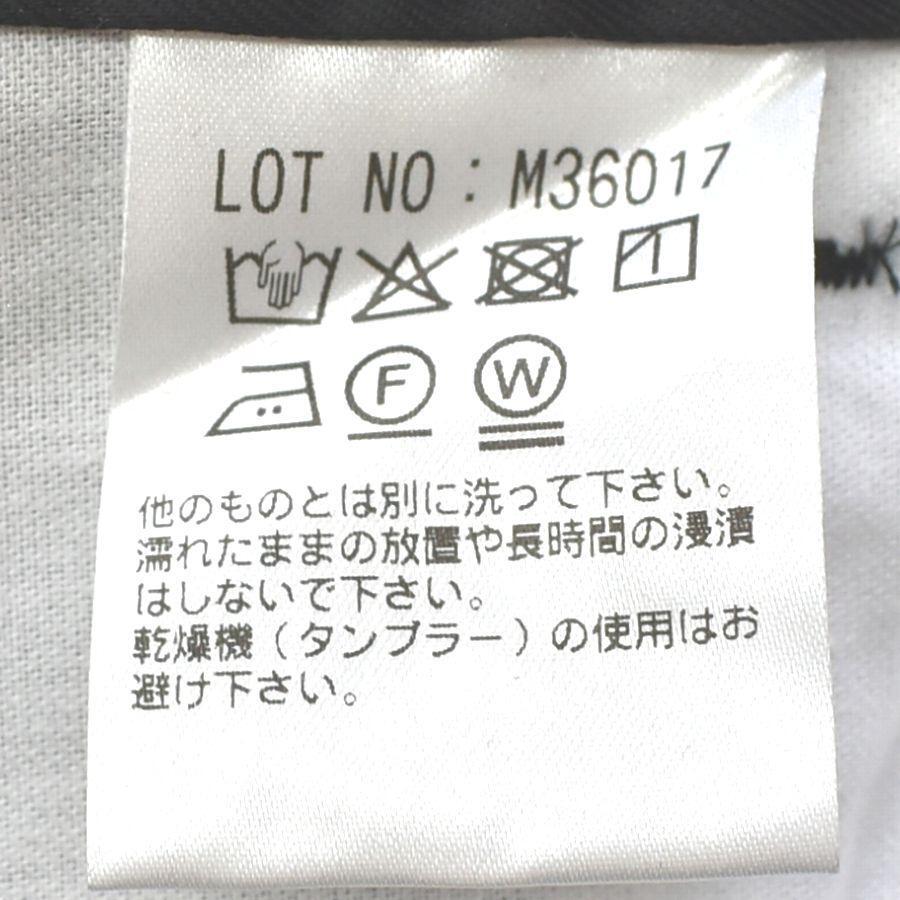 LOT NO：M36017
F W
他のものとは別に洗って下さい。
濡れたままの放置や長時間の浸漬
はしないで下さい。
乾燥機（タンブラー）の使用はお
避け下さい。